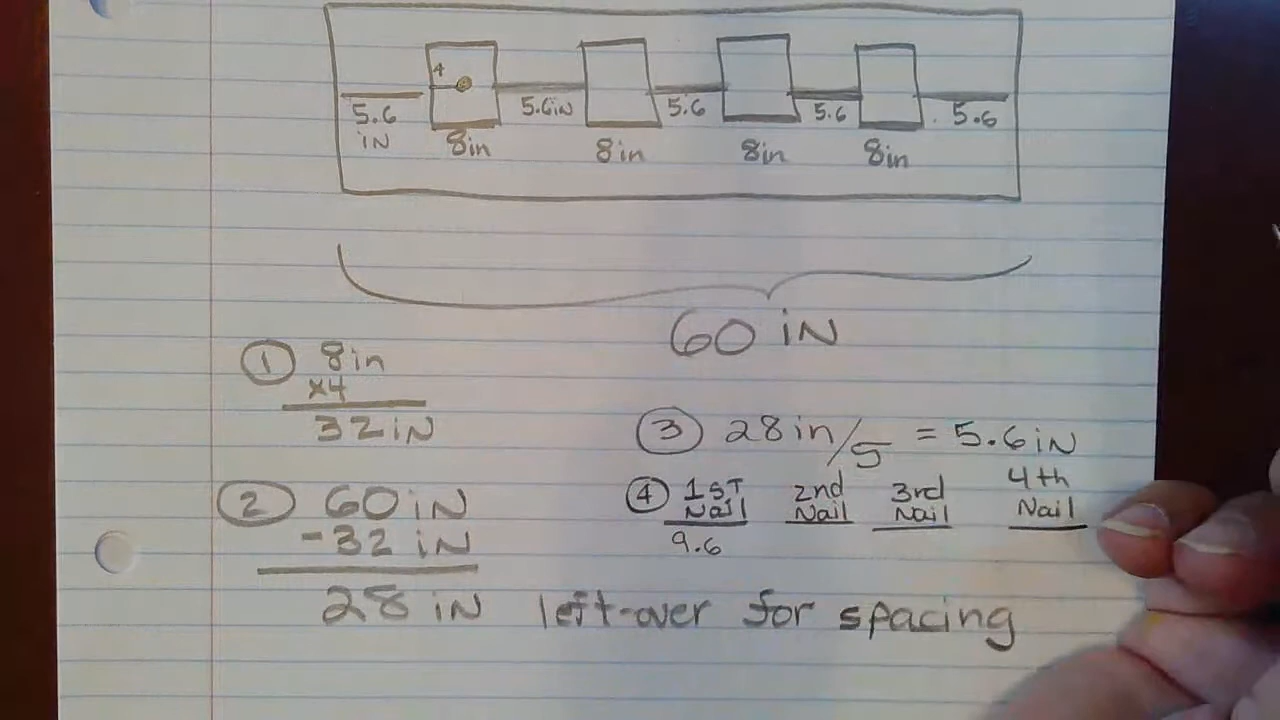 4
5.6 5.6iN 5.6 5.6 5.6
iN 8in 8in 8in 8in
60 iN
① 8in
x4
32iN
③ 28in/5 = 5.6iN
② 60iN
-32 iN
28 iN left-over for spacing
④ 1ST 2nd 3rd 4th
Nail Nail Nail Nail
9.6